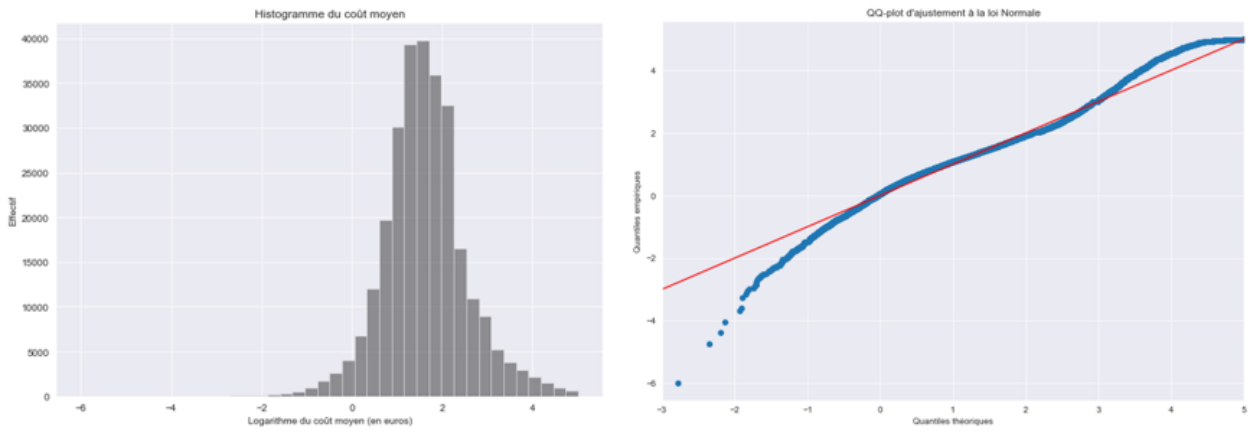 Histogramme du coût moyen
40000
35000
30000
25000
20000
15000
10000
5000
0
Effectif
−6 −4 −2 0 2 4
Logarithme du coût moyen (en euros)
QQ-plot d'ajustement à la loi Normale
4
2
0
−2
−4
−6
Quantiles empiriques
−3 −2 −1 0 1 2 3 4 5
Quantiles théoriques